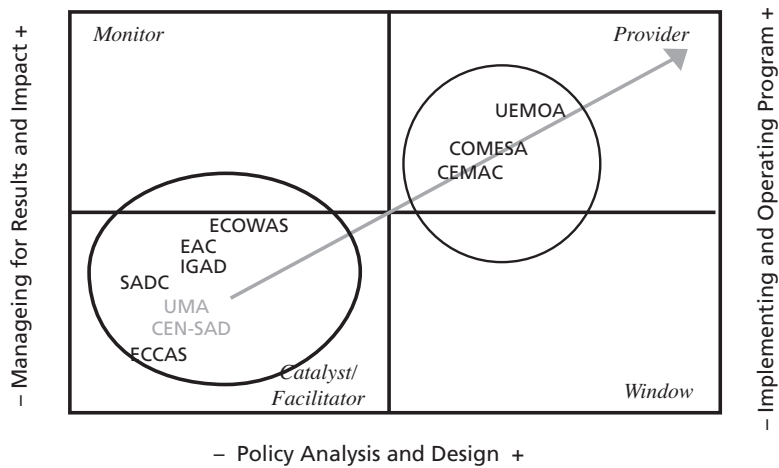 – Manageing for Results and Impact +
Monitor
Provider
– Implementing and Operating Program +
UEMOA
COMESA
CEMAC
ECOWAS
EAC
IGAD
SADC
UMA
CEN-SAD
ECCAS
Catalyst/
Facilitator
Window
– Policy Analysis and Design +